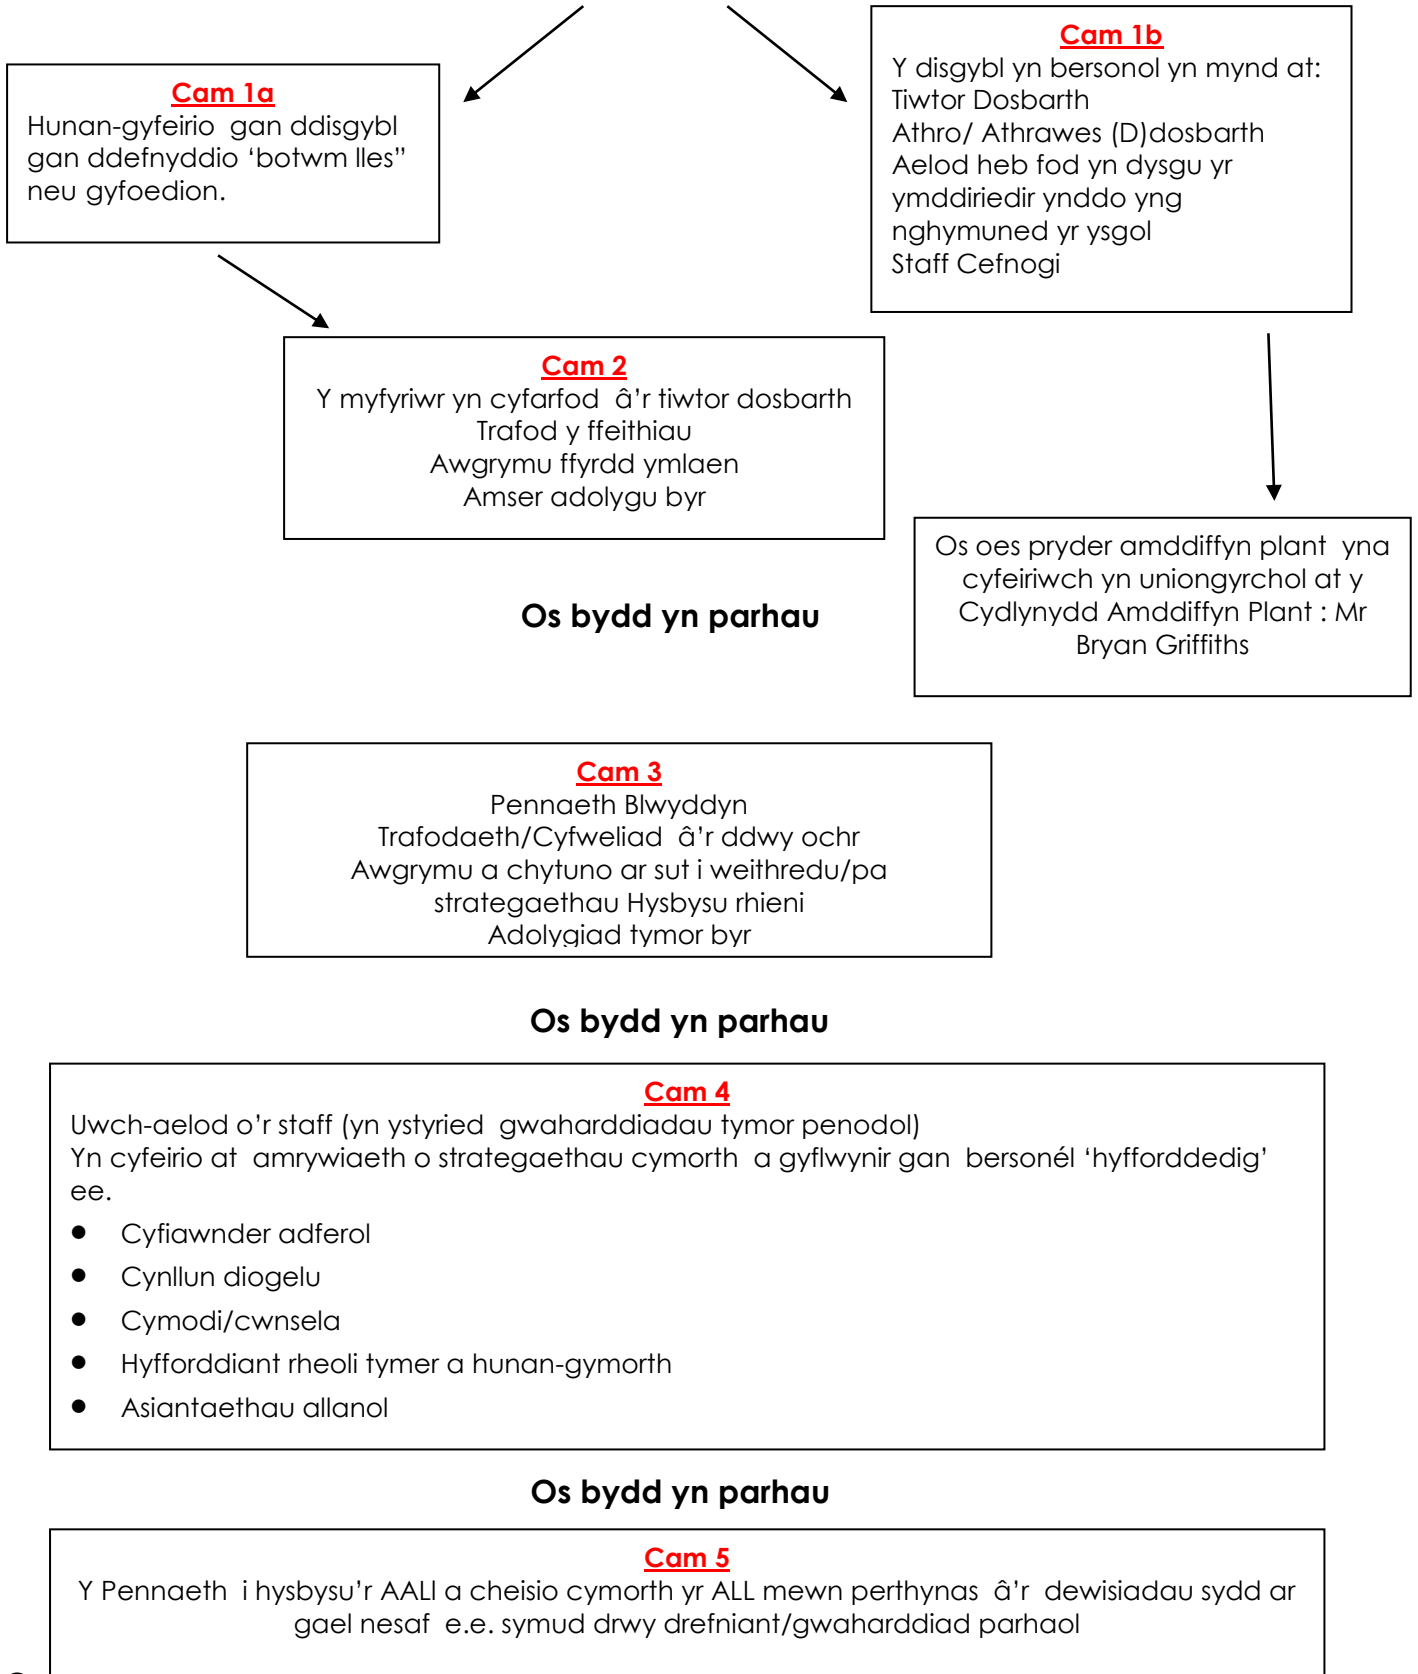 Cam 1a
Hunan-gyfeirio gan ddisgybl
gan ddefnyddio ‘botwm lles”
neu gyfoedion.
Cam 1b
Y disgybl yn bersonol yn mynd at:
Tiwtor Dosbarth
Athro/ Athrawes (D)dosbarth
Aelod heb fod yn dysgu yr
ymddiriedir ynddo yng
nghymuned yr ysgol
Staff Cefnogi
Cam 2
Y myfyriwr yn cyfarfod â’r tiwtor dosbarth
Trafod y ffeithiau
Awgrymu ffyrdd ymlaen
Amser adolygu byr
Os oes pryder amddiffyn plant yna
cyfeiriwch yn uniongyrchol at y
Cydlynydd Amddiffyn Plant : Mr
Bryan Griffiths
Os bydd yn parhau
Cam 3
Pennaeth Blwyddyn
Trafodaeth/Cyfweliad â’r ddwy ochr
Awgrymu a chytuno ar sut i weithredu/pa
strategaethau Hysbysu rhieni
Adolygiad tymor byr
Os bydd yn parhau
Cam 4
Uwch-aelod o’r staff (yn ystyried gwaharddiadau tymor penodol)
Yn cyfeirio at amrywiaeth o strategaethau cymorth a gyflwynir gan bersonél ‘hyfforddedig’
ee.
● Cyfiawnder adferol
● Cynllun diogelu
● Cymodi/cwnsela
● Hyfforddiant rheoli tymer a hunan-gymorth
● Asiantaethau allanol
Os bydd yn parhau
Cam 5
Y Pennaeth i hysbysu’r AALl a cheisio cymorth yr ALL mewn perthynas â’r dewisiadau sydd ar
gael nesaf e.e. symud drwy drefniant/gwaharddiad parhaol